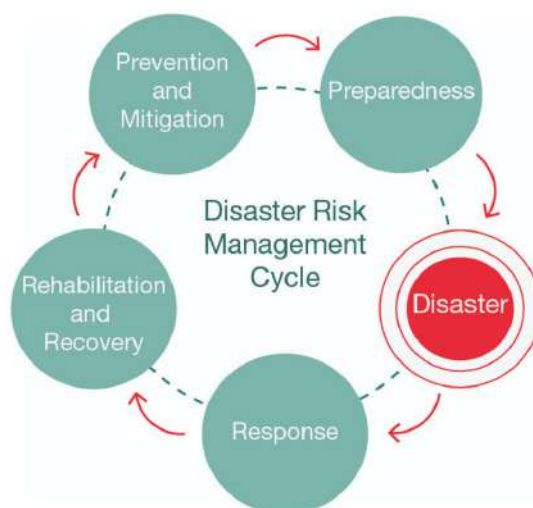 Prevention
and
Mitigation
Preparedness
Disaster Risk
Management
Cycle
Disaster
Response
Rehabilitation
and
Recovery